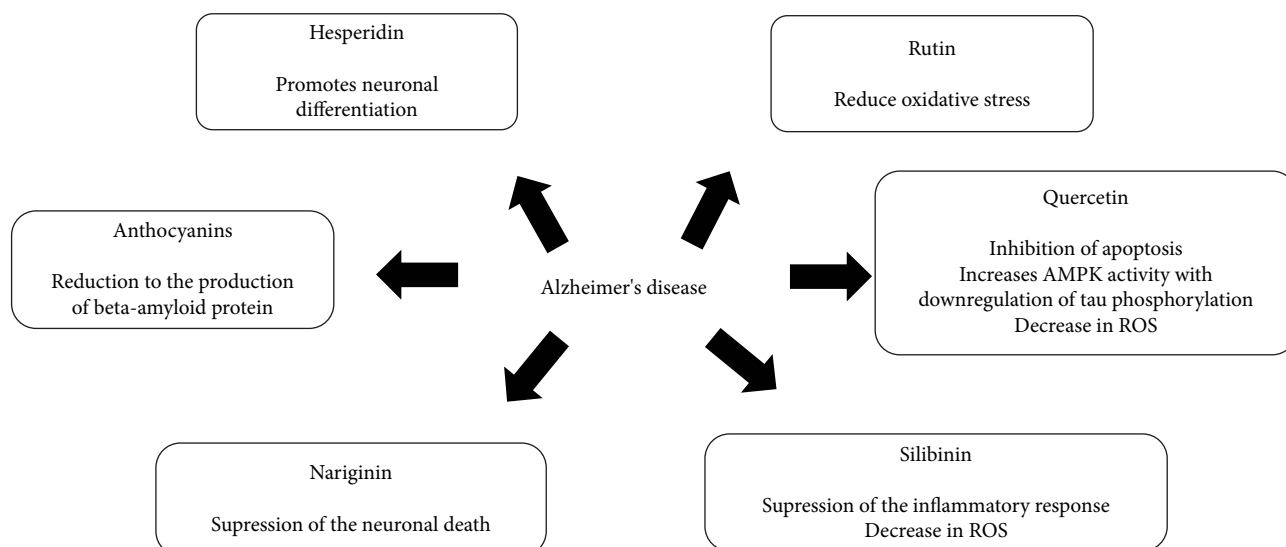 Hesperidin
Promotes neuronal
differentiation
Rutin
Reduce oxidative stress
Anthocyanins
Reduction to the production
of beta-amyloid protein
Alzheimer's disease
Quercetin
Inhibition of apoptosis
Increases AMPK activity with
downregulation of tau phosphorylation
Decrease in ROS
Nariginin
Supression of the neuronal death
Silibinin
Supression of the inflammatory response
Decrease in ROS